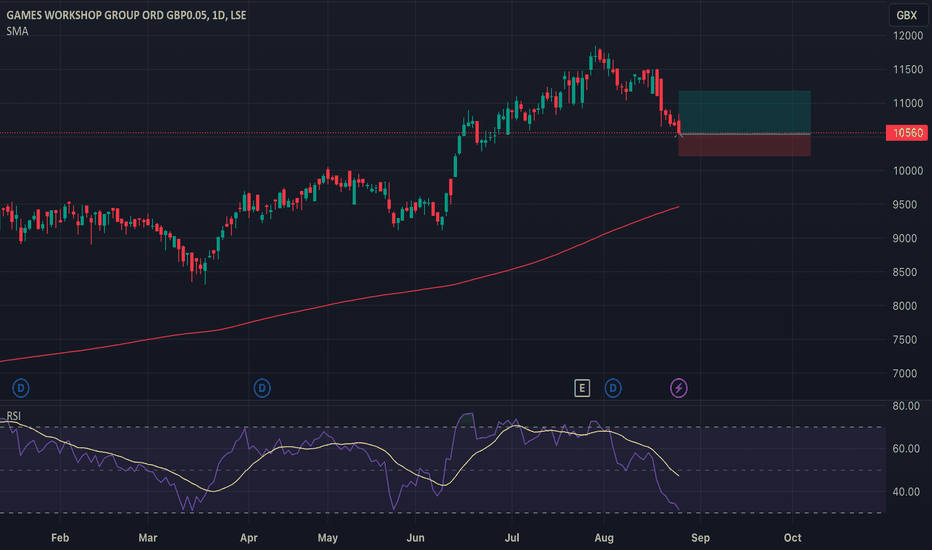 GAMES WORKSHOP GROUP ORD GBP0.05, 1D, LSE
GBX
SMA
12000
11500
11000
10560
10000
9500
9000
8500
8000
7500
7000
D
D
E
D
RSI
80.00
60.00
40.00
Feb
Mar
Apr
May
Jun
Jul
Aug
Sep
Oct